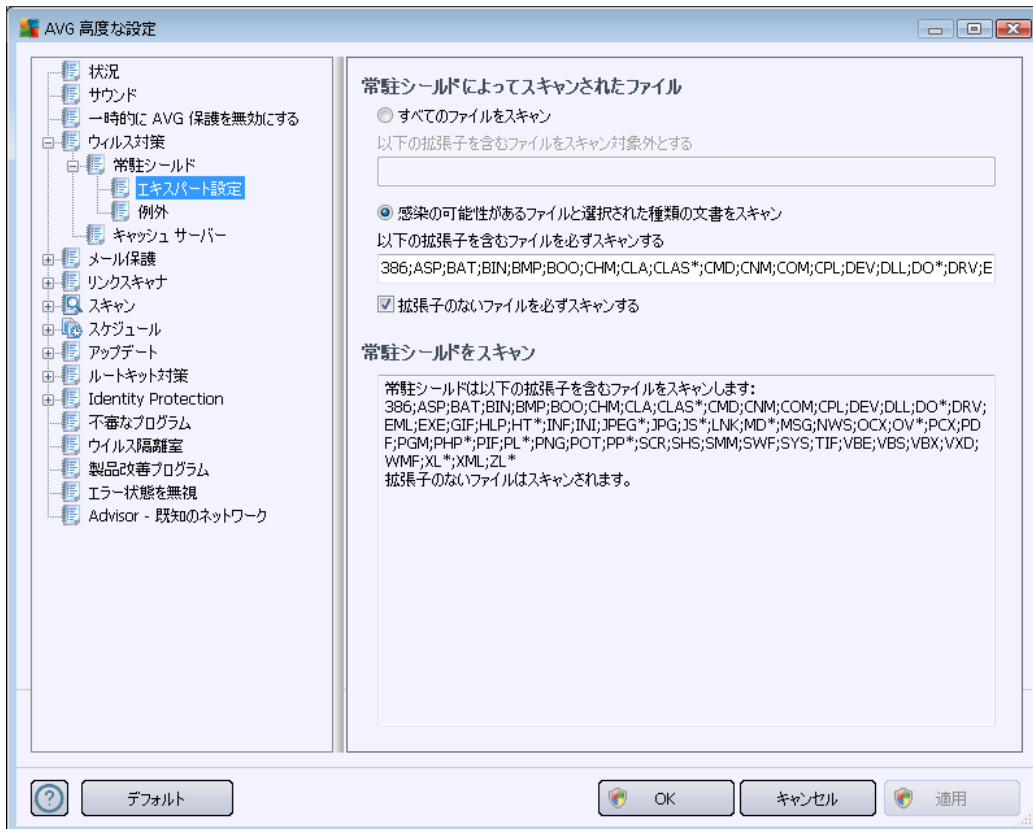 AVG 高度な設定
状況
サウンド
一時的に AVG 保護を無効にする
ウィルス対策
常駐シールド
エキスパート設定
例外
キャッシュ サーバー
メール保護
リンクスキャナ
スキャン
スケジュール
アップデート
ルートキット対策
Identity Protection
不審なプログラム
ウイルス隔離室
製品改善プログラム
エラー状態を無視
Advisor - 既知のネットワーク
常駐シールドによってスキャンされたファイル
すべてのファイルをスキャン
以下の拡張子を含むファイルをスキャン対象外とする
感染の可能性があるファイルと選択された種類の文書をスキャン
以下の拡張子を含むファイルを必ずスキャンする
386;ASP;BAT;BIN;BMP;BOO;CHM;CLA;CLAS*;CMD;CNM;COM;CPL;DEV;DLL;DO*;DRV;E
拡張子のないファイルを必ずスキャンする
常駐シールドをスキャン
常駐シールドは以下の拡張子を含むファイルをスキャンします:
386;ASP;BAT;BIN;BMP;BOO;CHM;CLA;CLAS*;CMD;CNM;COM;CPL;DEV;DLL;DO*;DRV;
EML;EXE;GIF;HLP;HT*;INF;INI;JPEG*;JPG;JS*;LNK;MD*;MSG;NWS;OCX;OV*;PCX;PD
F;PGM;PHP*;PIF;PL*;PNG;POT;PP*;SCR;SHS;SMM;SWF;SYS;TIF;VBE;VBS;VBX;VXD;
WMF;XL*;XML;ZL*
拡張子のないファイルはスキャンされます。
デフォルト
OK
キャンセル
適用